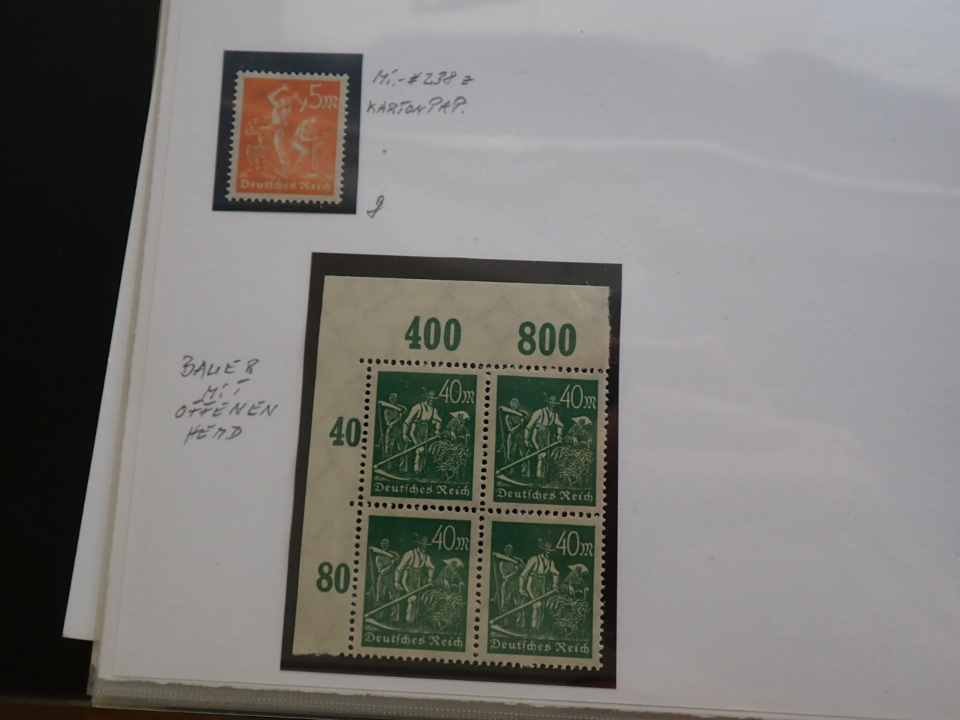 5m
Deutsches Reich
Mi.-#238 z
KARTONPAP.
g
400 800
BAUER
MIT
OFFENEN
HEMD
40
40m 40m
Deutsches Reich Deutsches Reich
80
40m 40m
Deutsches Reich Deutsches Reich